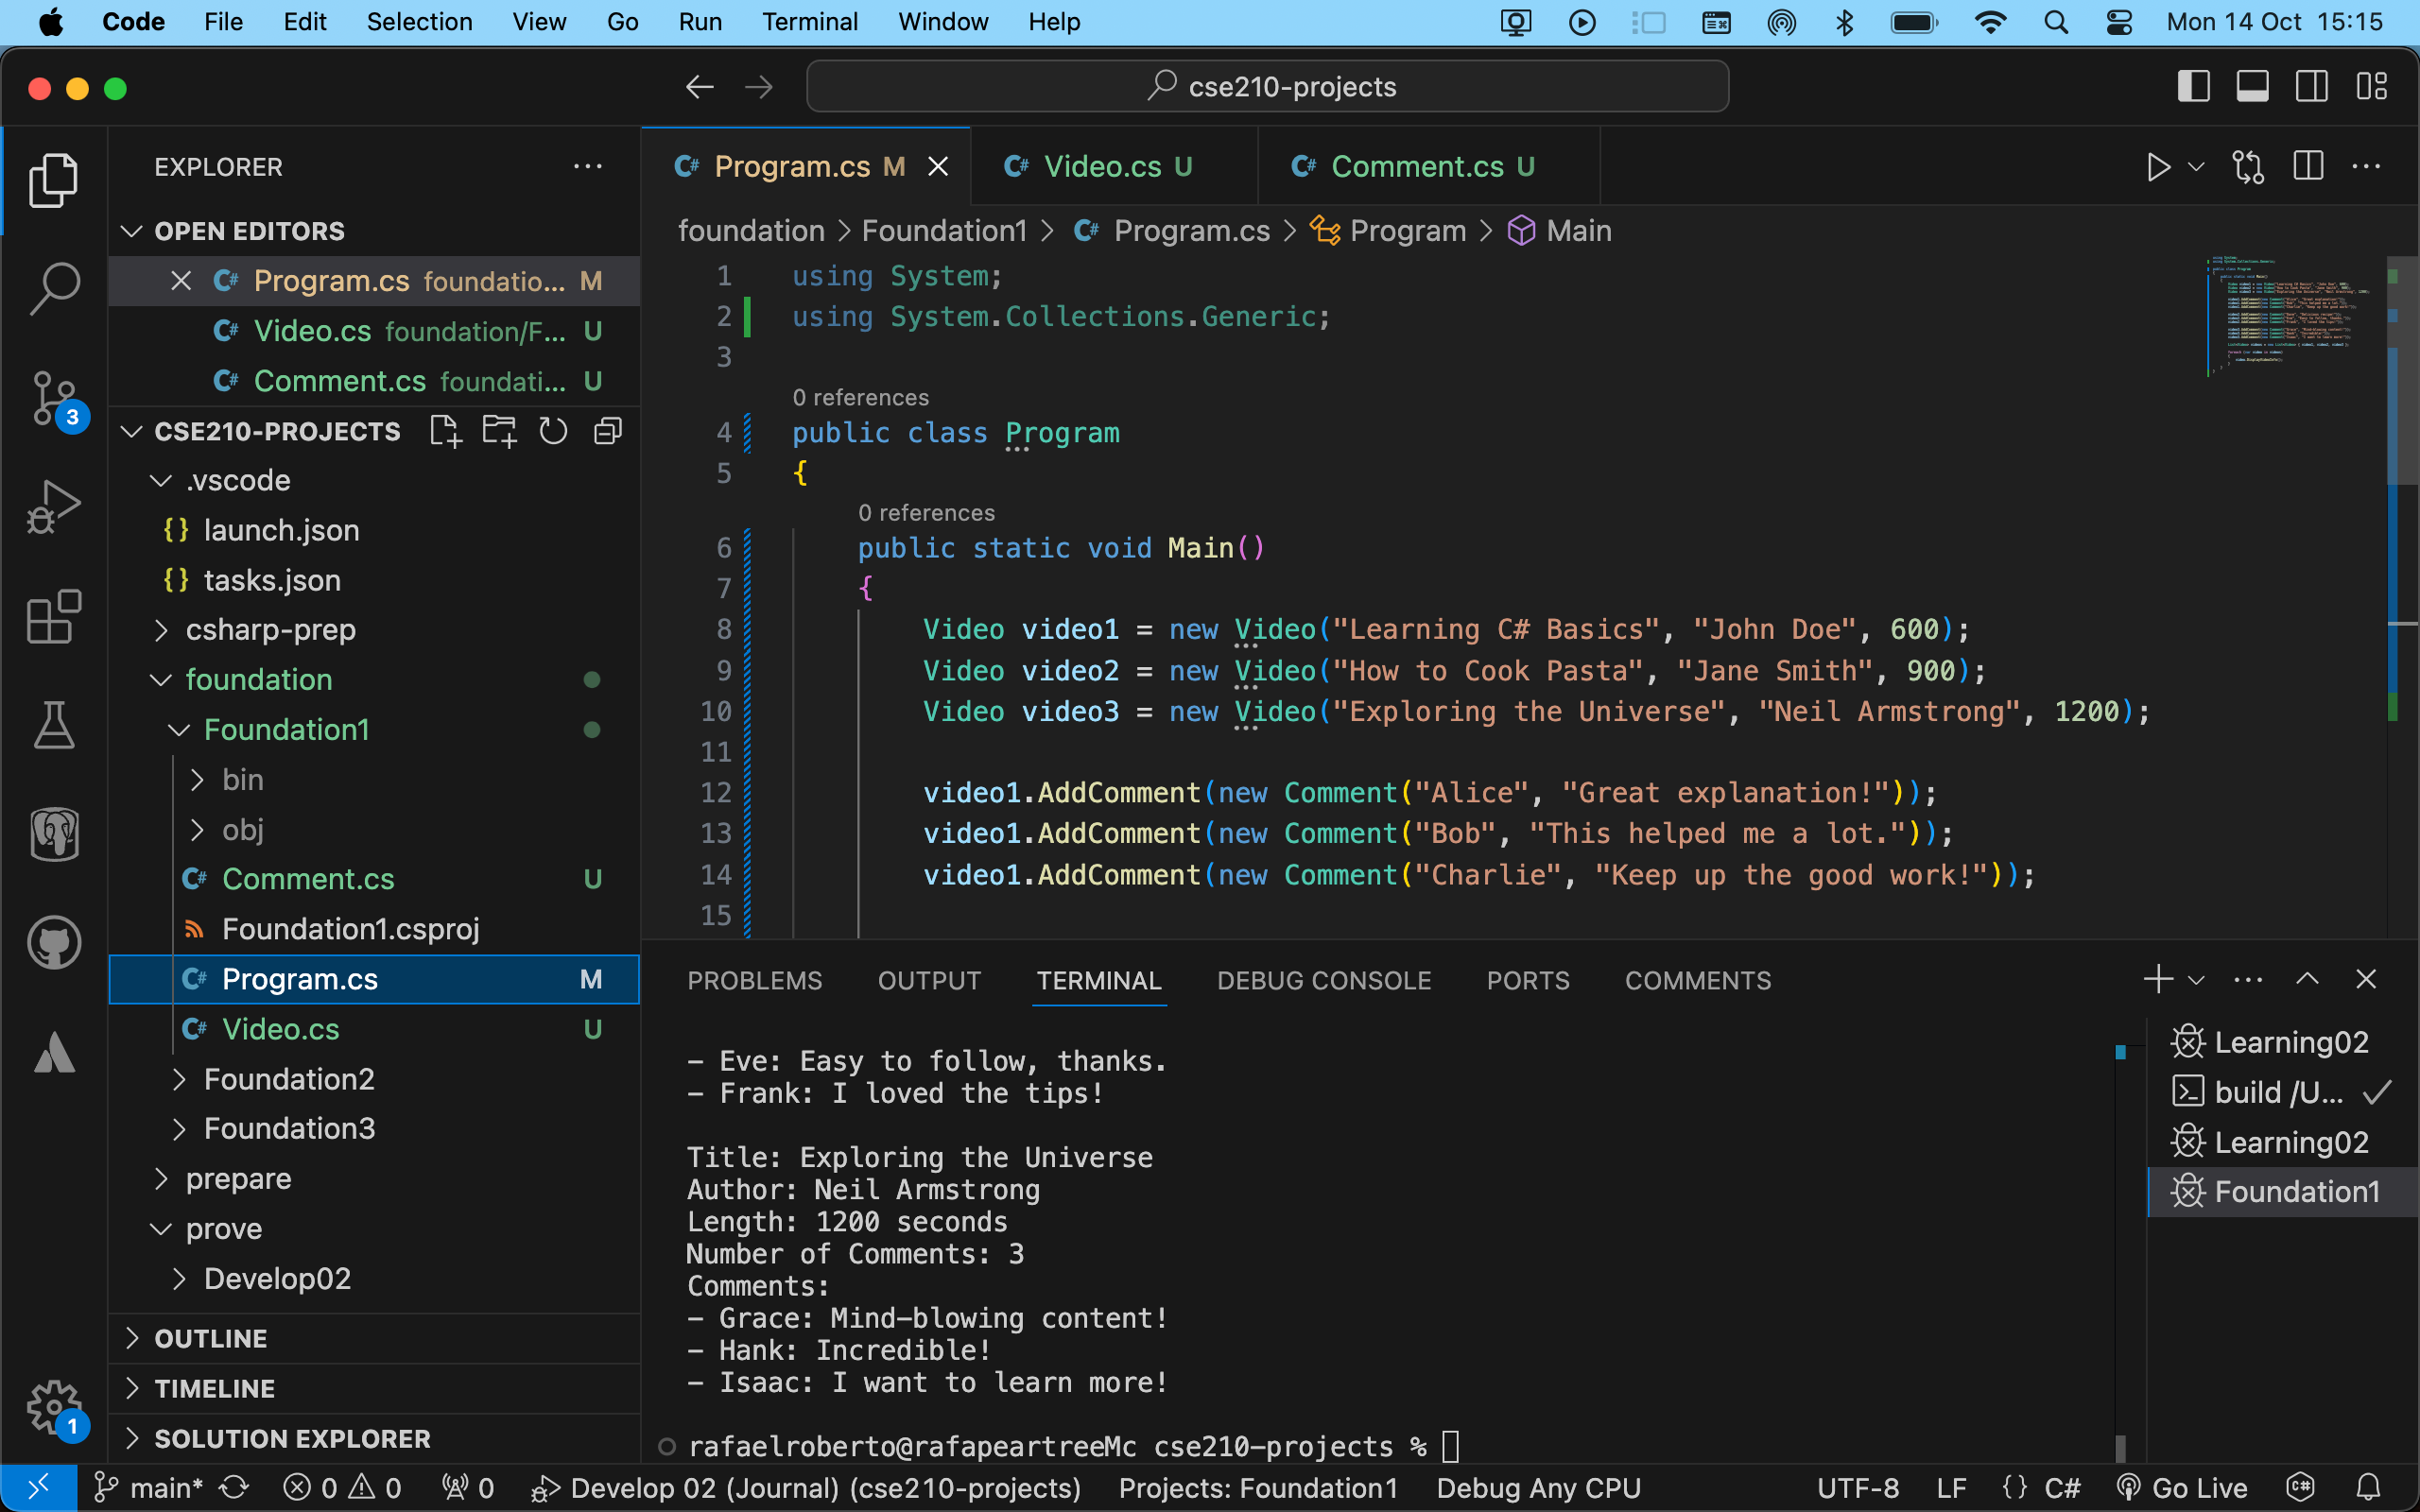 Code File Edit Selection View Go Run Terminal Window Help Mon 14 Oct 15:15
cse210-projects
EXPLORER
OPEN EDITORS
Program.cs foundatio... M
Video.cs foundation/F... U
Comment.cs foundati... U
3
CSE210-PROJECTS
.vscode
{} launch.json
{} tasks.json
csharp-prep
foundation
Foundation1
bin
obj
Comment.cs U
Foundation1.csproj
Program.cs M
Video.cs U
Foundation2
Foundation3
prepare
prove
Develop02
OUTLINE
TIMELINE
SOLUTION EXPLORER
1
Program.cs M
Video.cs U
Comment.cs U
foundation > Foundation1 > Program.cs > Program > Main
1 using System;
2 using System.Collections.Generic;
3
0 references
4 public class Program
5 {
0 references
6 public static void Main()
7 {
8 Video video1 = new Video("Learning C# Basics", "John Doe", 600);
9 Video video2 = new Video("How to Cook Pasta", "Jane Smith", 900);
10 Video video3 = new Video("Exploring the Universe", "Neil Armstrong", 1200);
11
12 video1.AddComment(new Comment("Alice", "Great explanation!"));
13 video1.AddComment(new Comment("Bob", "This helped me a lot."));
14 video1.AddComment(new Comment("Charlie", "Keep up the good work!"));
15
PROBLEMS OUTPUT TERMINAL DEBUG CONSOLE PORTS COMMENTS
- Eve: Easy to follow, thanks.
- Frank: I loved the tips!
Title: Exploring the Universe
Author: Neil Armstrong
Length: 1200 seconds
Number of Comments: 3
Comments:
- Grace: Mind-blowing content!
- Hank: Incredible!
- Isaac: I want to learn more!
rafaelroberto@rafapeartreeMc cse210-projects %
Learning02
build /U...
Learning02
Foundation1
main* 0 0 0 Develop 02 (Journal) (cse210-projects) Projects: Foundation1 Debug Any CPU UTF-8 LF {} C# Go Live